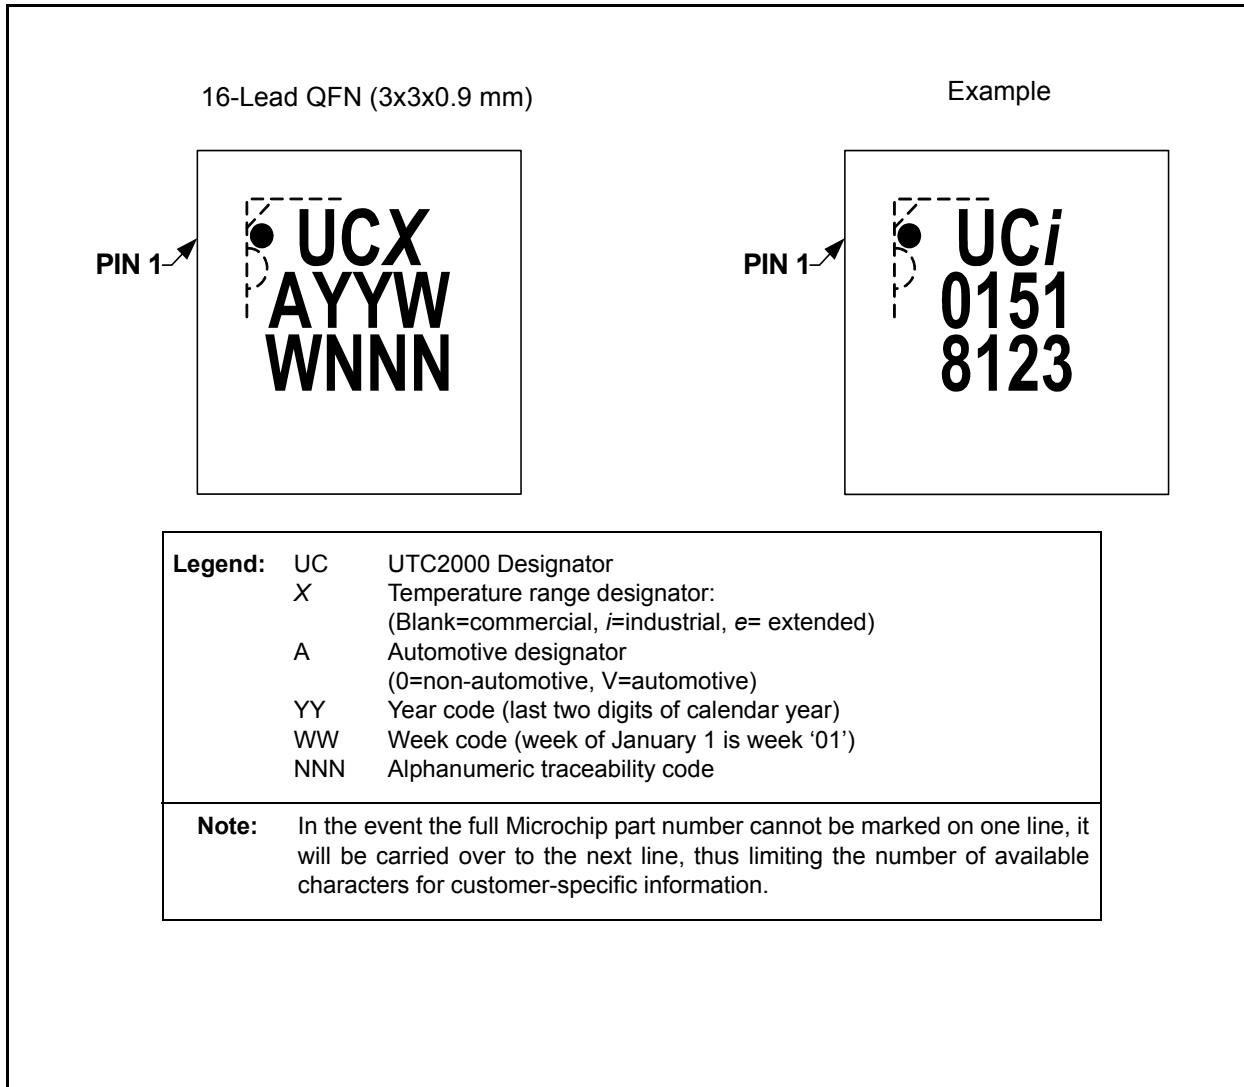 16-Lead QFN (3x3x0.9 mm)
Example
PIN 1
UCX
AYYW
WNNN
PIN 1
UCi
0151
8123
Legend: UC UTC2000 Designator
X Temperature range designator:
(Blank=commercial, i=industrial, e= extended)
A Automotive designator
(0=non-automotive, V=automotive)
YY Year code (last two digits of calendar year)
WW Week code (week of January 1 is week ‘01’)
NNN Alphanumeric traceability code
Note: In the event the full Microchip part number cannot be marked on one line, it
will be carried over to the next line, thus limiting the number of available
characters for customer-specific information.